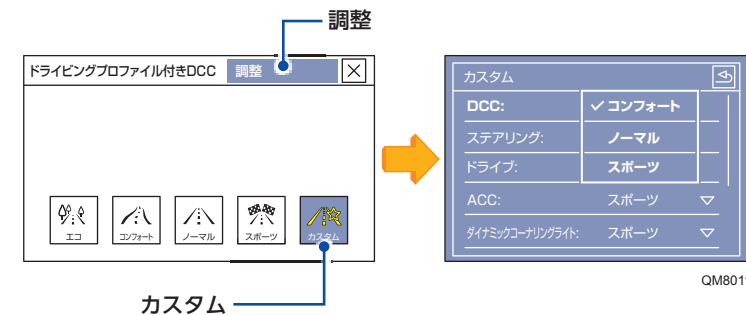 調整
ドライビングプロファイル付きDCC 調整
エコ
コンフォート
ノーマル
スポーツ
カスタム
カスタム
カスタム
DCC: ✓コンフォート
ステアリング: ノーマル
ドライブ: スポーツ
ACC: スポーツ
ダイナミックコーナリングライト: スポーツ